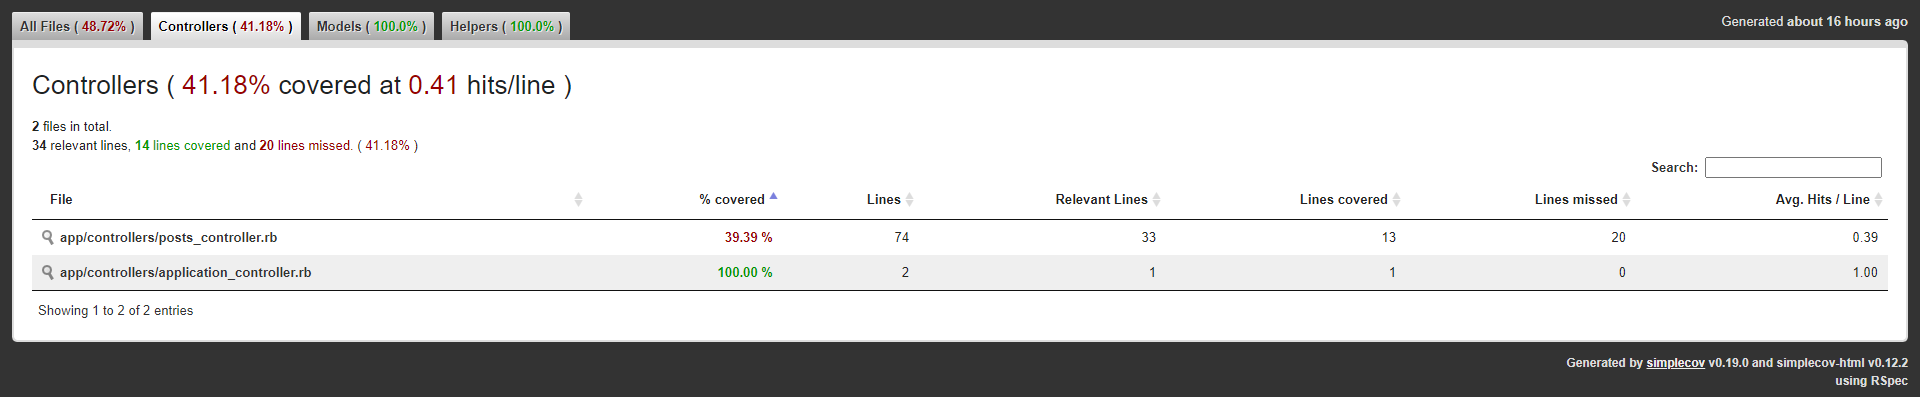 All Files ( 48.72% ) Controllers ( 41.18% ) Models ( 100.0% ) Helpers ( 100.0% ) Generated about 16 hours ago
Controllers ( 41.18% covered at 0.41 hits/line )
2 files in total.
34 relevant lines, 14 lines covered and 20 lines missed. ( 41.18% )
Search:
File % covered Lines Relevant Lines Lines covered Lines missed Avg. Hits / Line
app/controllers/posts_controller.rb 39.39 % 74 33 13 20 0.39
app/controllers/application_controller.rb 100.00 % 2 1 1 0 1.00
Showing 1 to 2 of 2 entries
Generated by simplecov v0.19.0 and simplecov-html v0.12.2
using RSpec